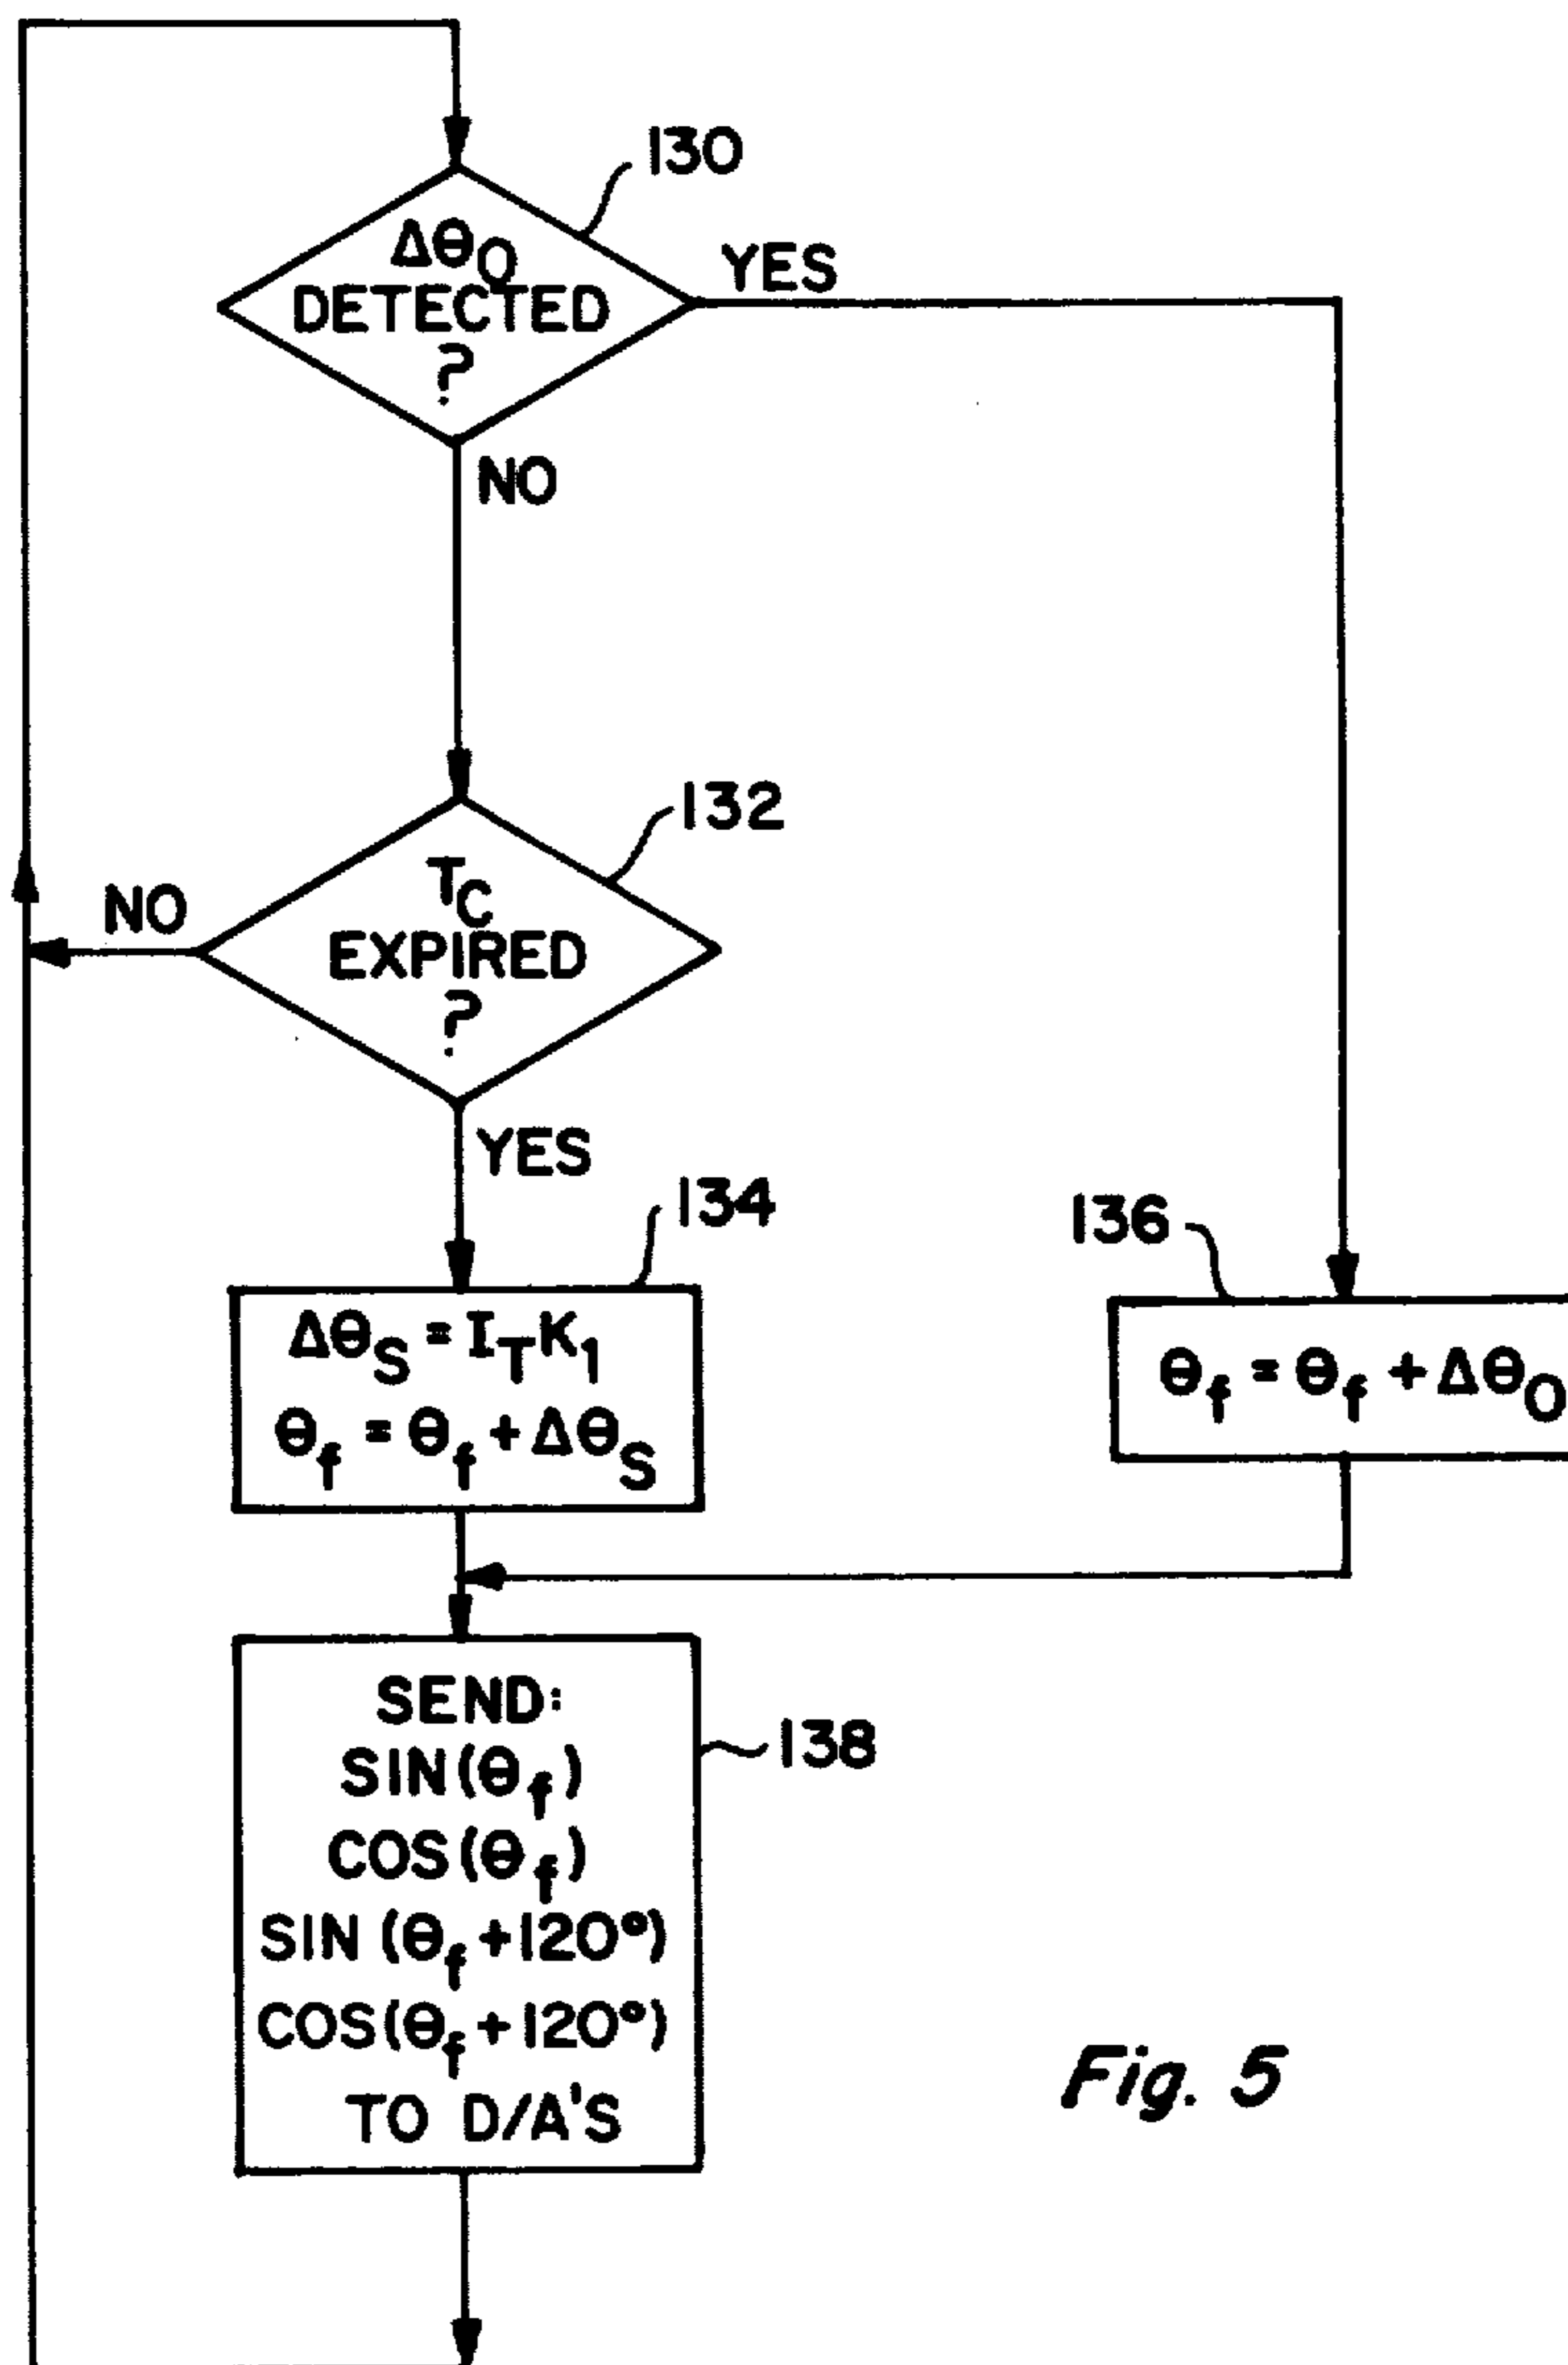 130
ΔθO
DETECTED
?
YES
NO
132
TC
EXPIRED
?
NO
YES
134
ΔθS = ITK1
θf = θf + ΔθS
136
θf = θf + ΔθO
SEND:
SIN(θf)
COS(θf)
SIN (θf +120°)
COS(θf +120°)
TO D/A'S
138
Fig. 5